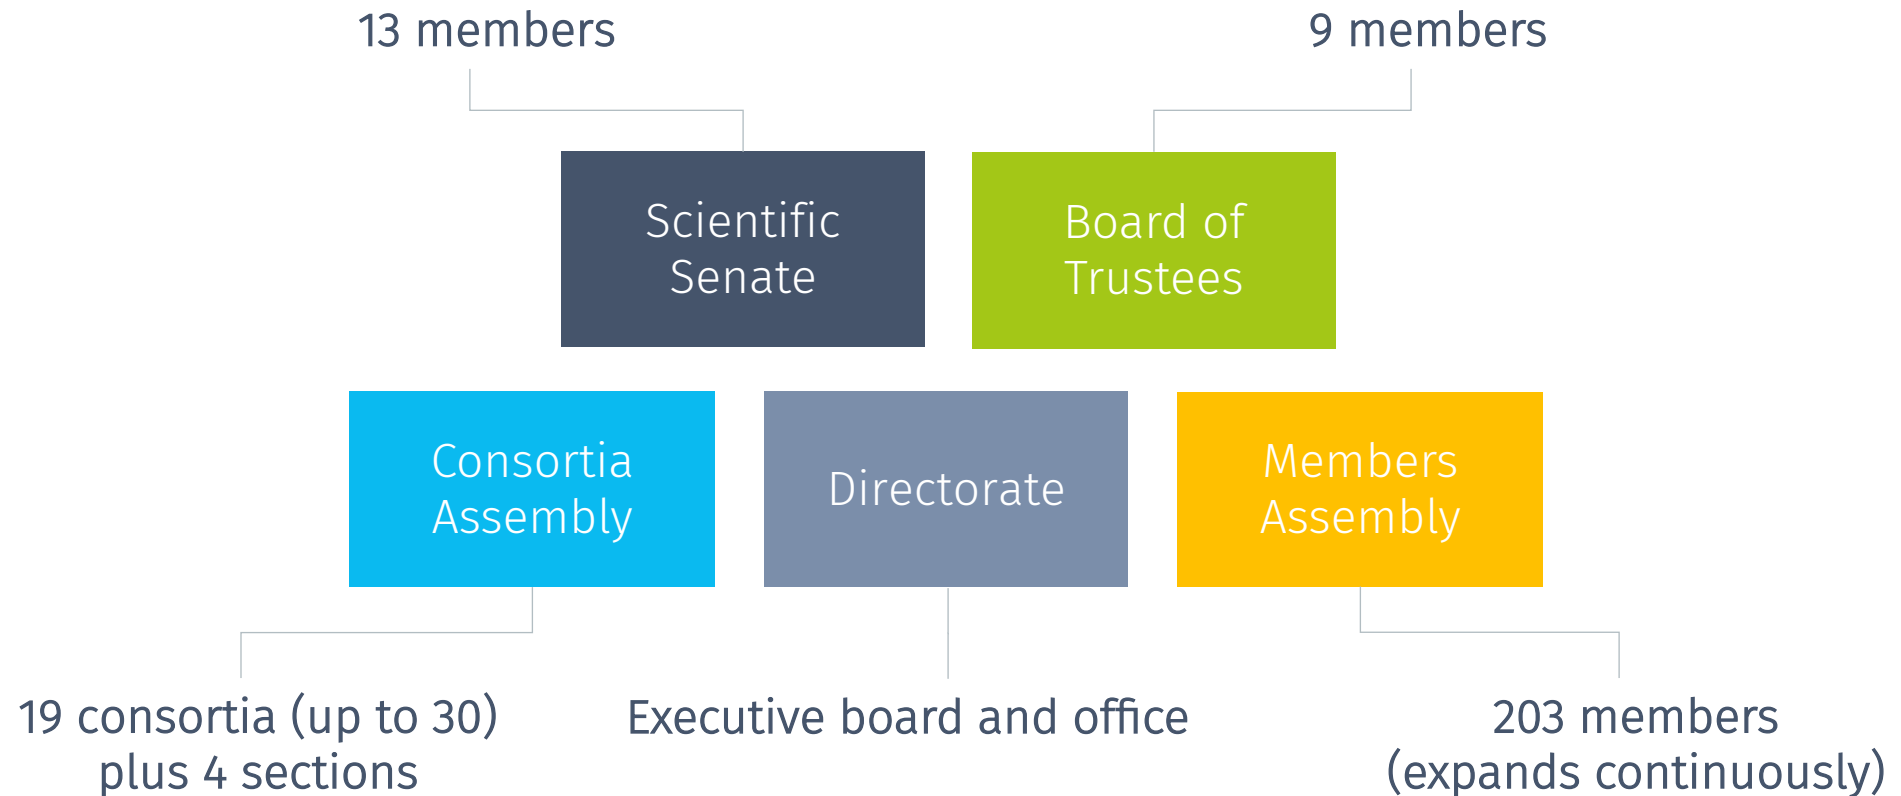 13 members
9 members
Scientific
Senate
Board of
Trustees
Consortia
Assembly
Directorate
Members
Assembly
19 consortia (up to 30)
plus 4 sections
Executive board and office
203 members
(expands continuously)